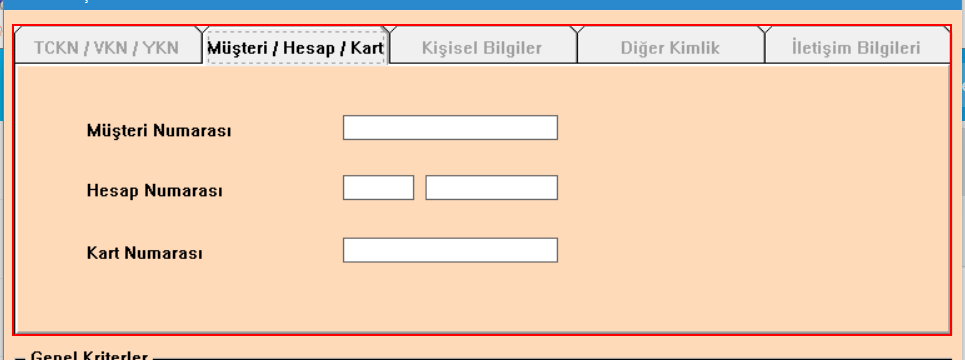 TCKN / VKN / YKN Müşteri / Hesap / Kart Kişisel Bilgiler Diğer Kimlik İletişim Bilgileri
Müşteri Numarası
Hesap Numarası
Kart Numarası
Genel Kriterler